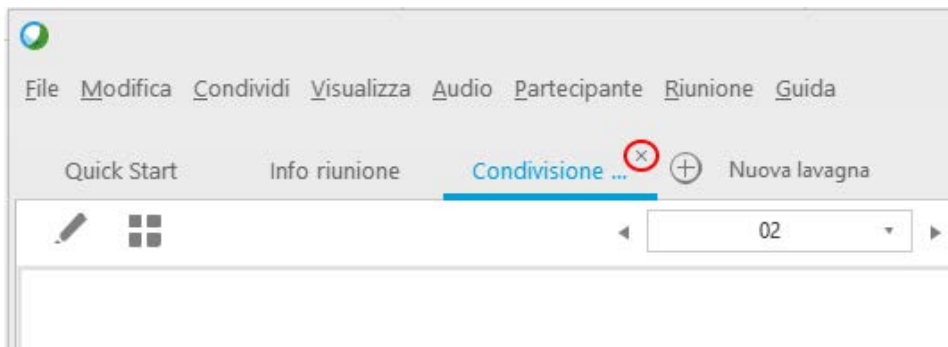 File Modifica Condividi Visualizza Audio Partecipante Riunione Guida
Quick Start Info riunione Condivisione ... Nuova lavagna
02